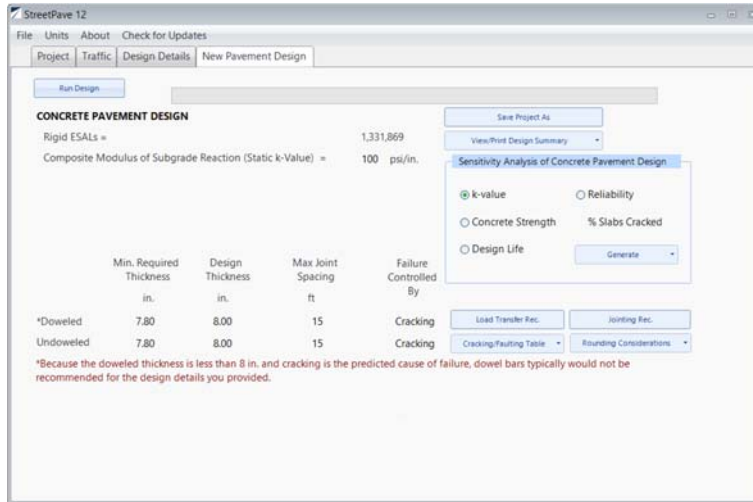 StreetPave 12
File Units About Check for Updates
Project Traffic Design Details New Pavement Design
Run Design
CONCRETE PAVEMENT DESIGN
Save Project As
Rigid ESALs = 1,331,869
View/Print Design Summary
Composite Modulus of Subgrade Reaction (Static k-Value) = 100 psi/in.
Sensitivity Analysis of Concrete Pavement Design
k-value Reliability
Concrete Strength % Slabs Cracked
Design Life Generate
Min. Required Thickness Design Thickness Max Joint Spacing Failure Controlled By
in. in. ft
*Doweled 7.80 8.00 15 Cracking Load Transfer Rec. Jointing Rec.
Undoweled 7.80 8.00 15 Cracking Cracking/Faulting Table Rounding Considerations
*Because the doweled thickness is less than 8 in. and cracking is the predicted cause of failure, dowel bars typically would not be
recommended for the design details you provided.